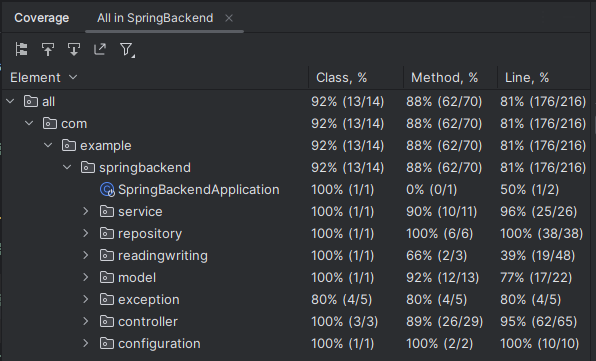 Coverage All in SpringBackend
Element Class, % Method, % Line, %
all 92% (13/14) 88% (62/70) 81% (176/216)
com 92% (13/14) 88% (62/70) 81% (176/216)
example 92% (13/14) 88% (62/70) 81% (176/216)
springbackend 92% (13/14) 88% (62/70) 81% (176/216)
SpringBackendApplication 100% (1/1) 0% (0/1) 50% (1/2)
service 100% (1/1) 90% (10/11) 96% (25/26)
repository 100% (1/1) 100% (6/6) 100% (38/38)
readingwriting 100% (1/1) 66% (2/3) 39% (19/48)
model 100% (1/1) 92% (12/13) 77% (17/22)
exception 80% (4/5) 80% (4/5) 80% (4/5)
controller 100% (3/3) 89% (26/29) 95% (62/65)
configuration 100% (1/1) 100% (2/2) 100% (10/10)